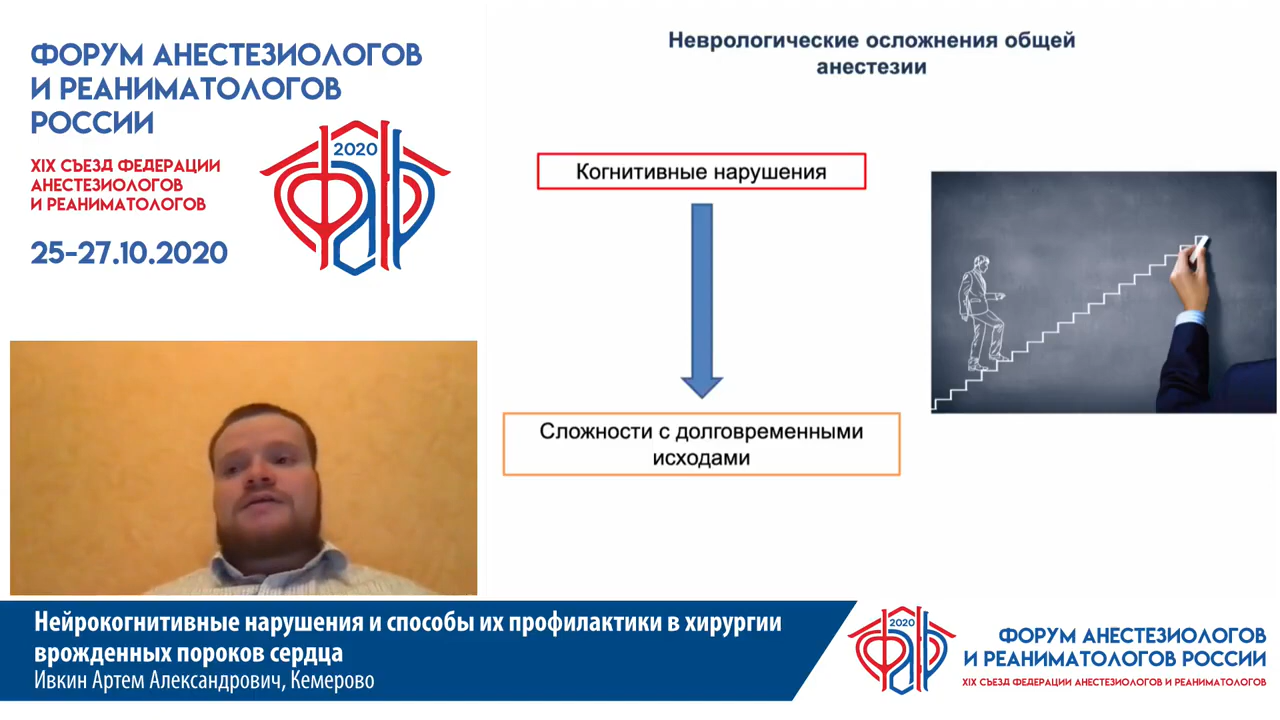 ФОРУМ АНЕСТЕЗИОЛОГОВ
И РЕАНИМАТОЛОГОВ
РОССИИ
XIX СЪЕЗД ФЕДЕРАЦИИ
АНЕСТЕЗИОЛОГОВ
И РЕАНИМАТОЛОГОВ
2020
25-27.10.2020
Неврологические осложнения общей
анестезии
Когнитивные нарушения
Сложности с долговременными
исходами
Нейрокогнитивные нарушения и способы их профилактики в хирургии
врожденных пороков сердца
Ивкин Артем Александрович, Кемерово
2020
ФОРУМ АНЕСТЕЗИОЛОГОВ
И РЕАНИМАТОЛОГОВ РОССИИ
XIX СЪЕЗД ФЕДЕРАЦИИ АНЕСТЕЗИОЛОГОВ И РЕАНИМАТОЛОГОВ